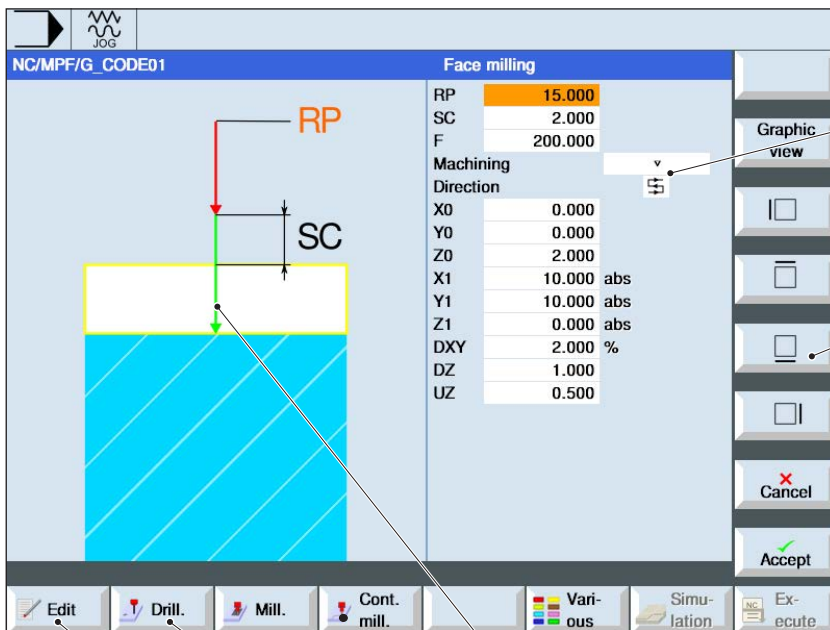 JOG
NC/MPF/G_CODE01
Face milling
RP
SC
RP 15.000
SC 2.000
F 200.000
Machining ▿
Direction
X0 0.000
Y0 0.000
Z0 2.000
X1 10.000 abs
Y1 10.000 abs
Z1 0.000 abs
DXY 2.000 %
DZ 1.000
UZ 0.500
Graphic
view
Cancel
Accept
Edit
Drill.
Mill.
Cont.
mill.
Vari-
ous
Simu-
lation
NC
Ex-
ecute